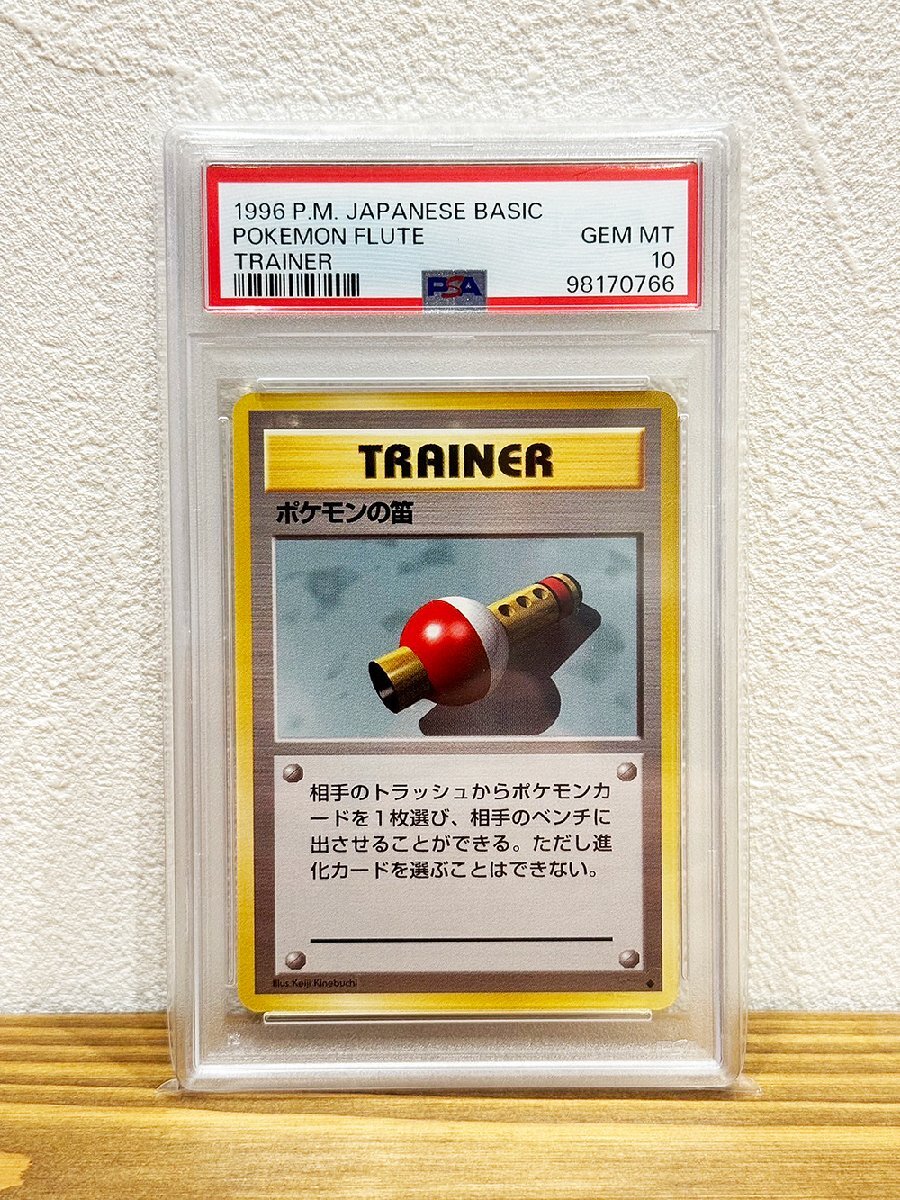 1996 P.M. JAPANESE BASIC
POKEMON FLUTE
GEM MT
TRAINER
10
PSA
98170766
TRAINER
ポケモンの笛
相手のトラッシュからポケモンカ
ードを1枚選び、相手のベンチに
出させることができる。ただし進
化カードを選ぶことはできない。
Illus. Keiji Kinebuchi